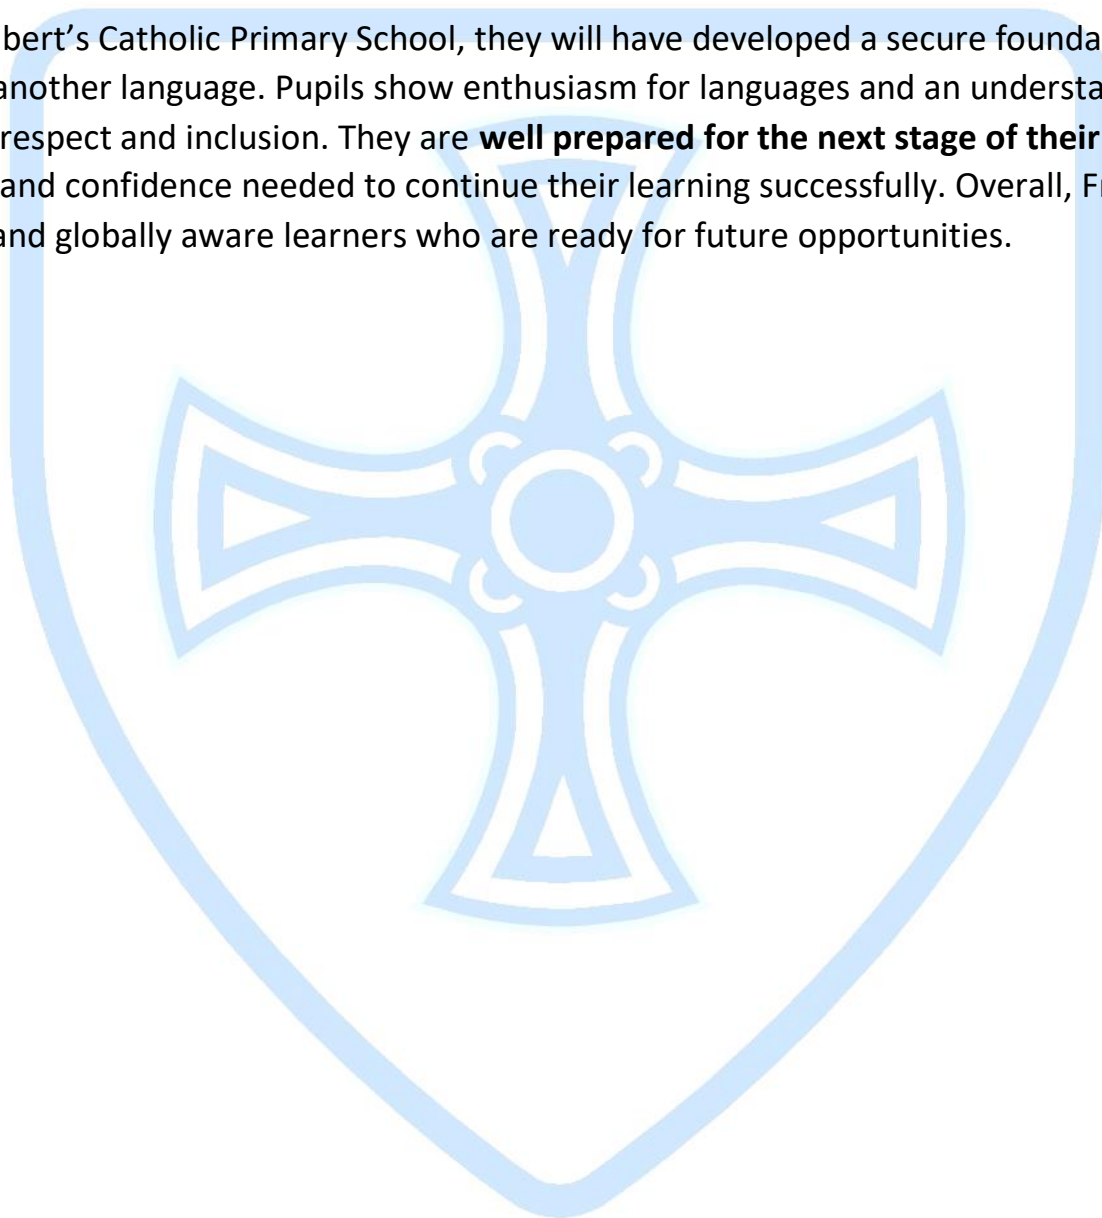 bert’s Catholic Primary School, they will have developed a secure founda
another language. Pupils show enthusiasm for languages and an understa
respect and inclusion. They are well prepared for the next stage of their
and confidence needed to continue their learning successfully. Overall, Fr
and globally aware learners who are ready for future opportunities.